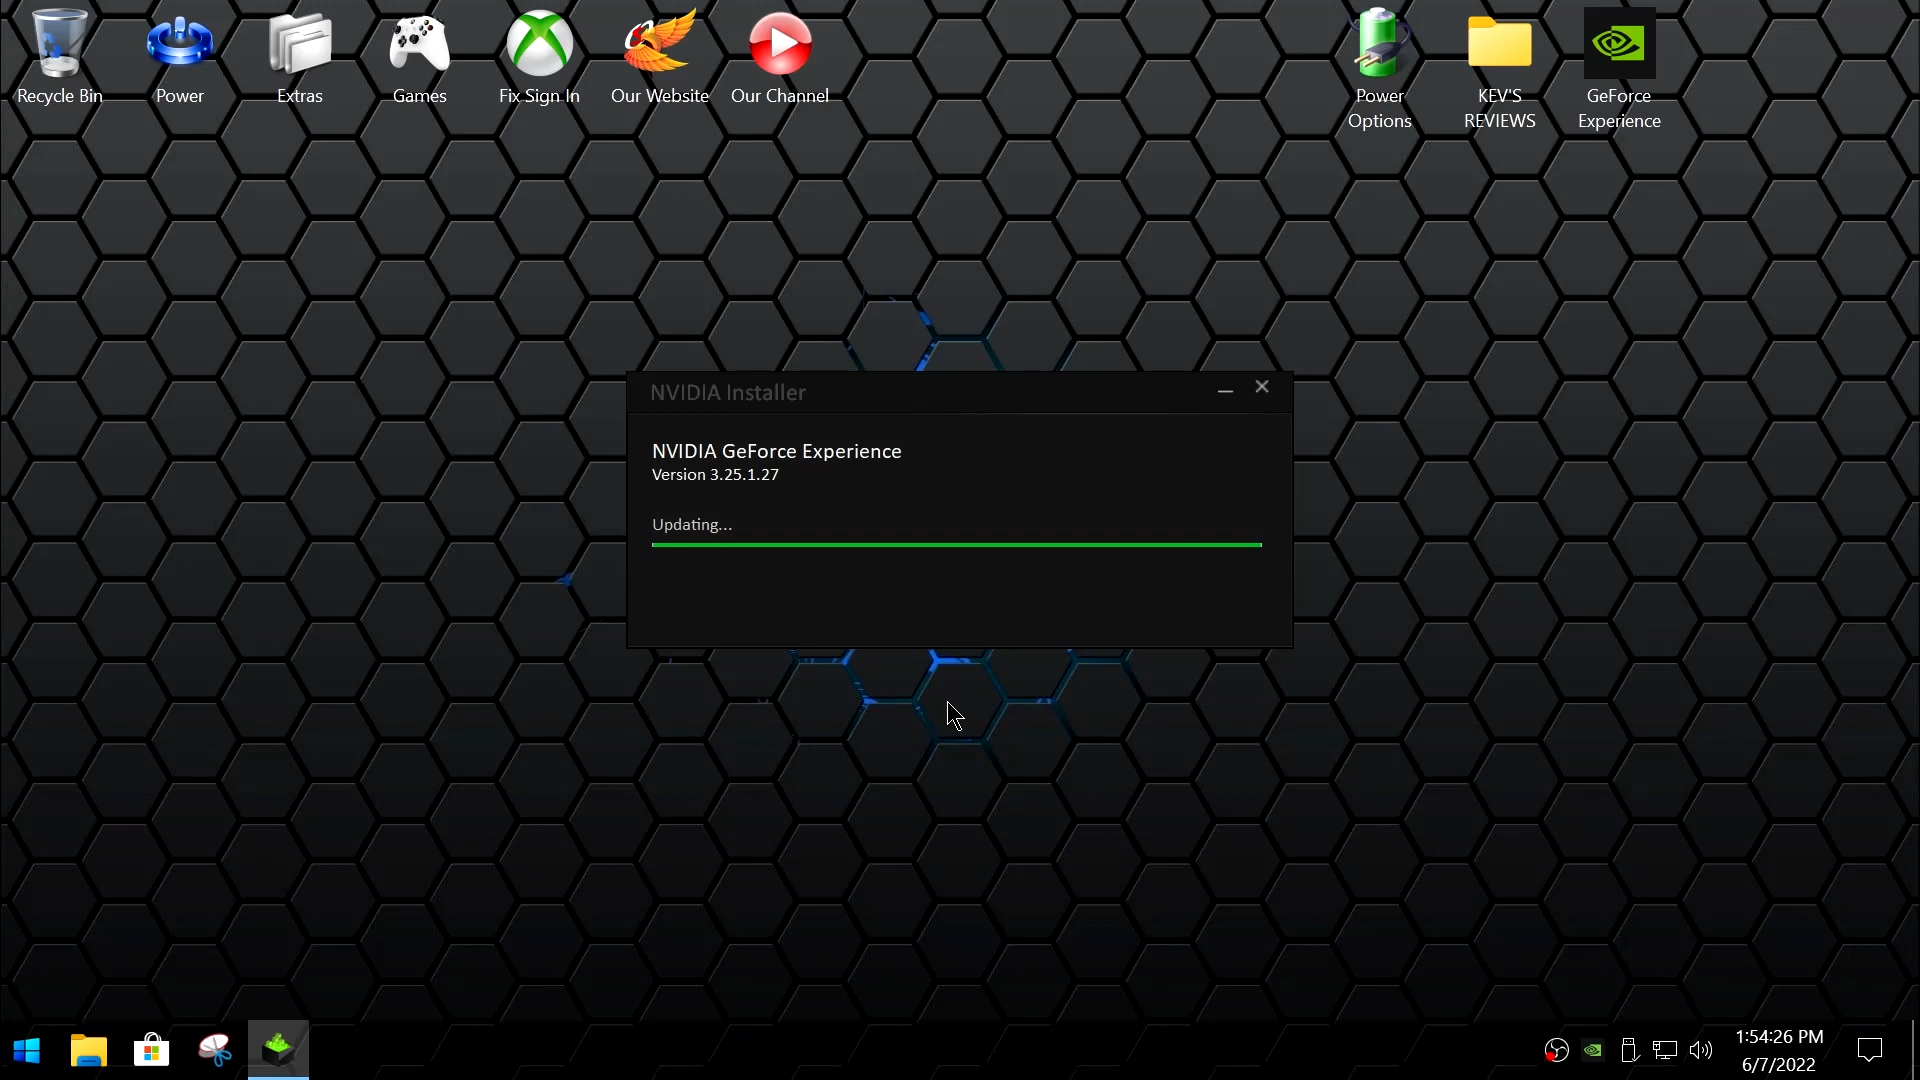 Recycle Bin
Power
Extras
Games
Fix Sign In
Our Website
Our Channel
Power
Options
KEV'S
REVIEWS
GeForce
Experience
NVIDIA Installer
NVIDIA GeForce Experience
Version 3.25.1.27
Updating...
1:54:26 PM
6/7/2022